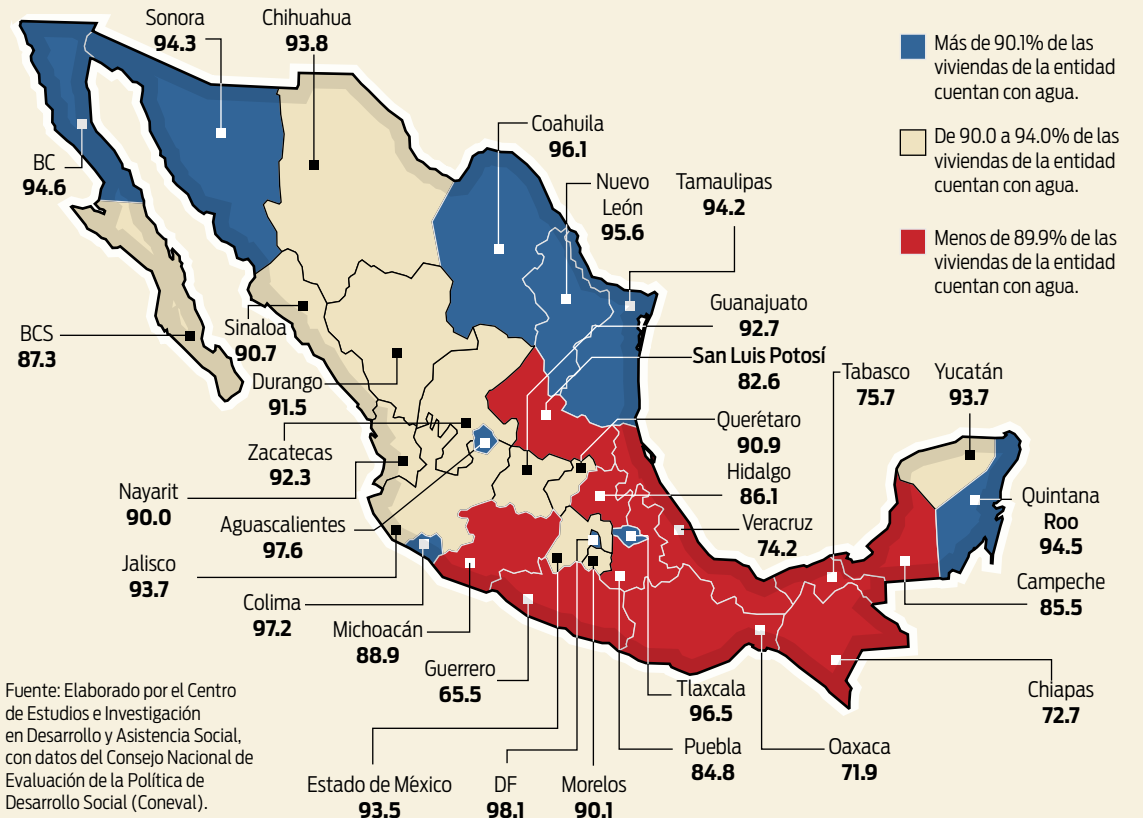 Sonora
94.3
Chihuahua
93.8
BC
94.6
Coahuila
96.1
Nuevo
León
95.6
Tamaulipas
94.2
Más de 90.1% de las
viviendas de la entidad
cuentan con agua.
De 90.0 a 94.0% de las
viviendas de la entidad
cuentan con agua.
Menos de 89.9% de las
viviendas de la entidad
cuentan con agua.
BCS
87.3
Sinaloa
90.7
Durango
91.5
Zacatecas
92.3
Nayarit
90.0
Aguascalientes
97.6
Jalisco
93.7
Colima
97.2
Michoacán
88.9
Guerrero
65.5
Guanajuato
92.7
San Luis Potosí
82.6
Querétaro
90.9
Hidalgo
86.1
Veracruz
74.2
Tabasco
75.7
Yucatán
93.7
Quintana
Roo
94.5
Campeche
85.5
Chiapas
72.7
Tlaxcala
96.5
Puebla
84.8
Oaxaca
71.9
Estado de México
93.5
DF
98.1
Morelos
90.1
Fuente: Elaborado por el Centro
de Estudios e Investigación
en Desarrollo y Asistencia Social,
con datos del Consejo Nacional de
Evaluación de la Política de
Desarrollo Social (Coneval).